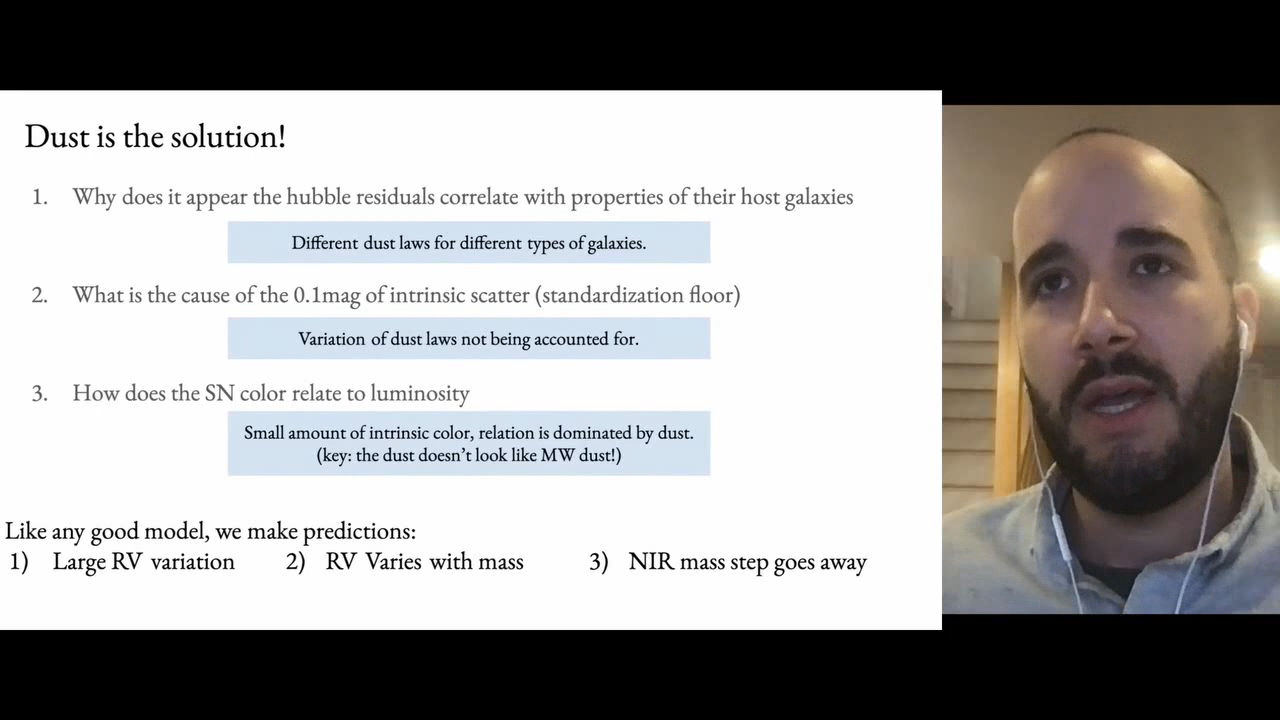 Dust is the solution!
1. Why does it appear the hubble residuals correlate with properties of their host galaxies
Different dust laws for different types of galaxies.
2. What is the cause of the 0.1mag of intrinsic scatter (standardization floor)
Variation of dust laws not being accounted for.
3. How does the SN color relate to luminosity
Small amount of intrinsic color, relation is dominated by dust.
(key: the dust doesn't look like MW dust!)
Like any good model, we make predictions:
1) Large RV variation 2) RV Varies with mass 3) NIR mass step goes away